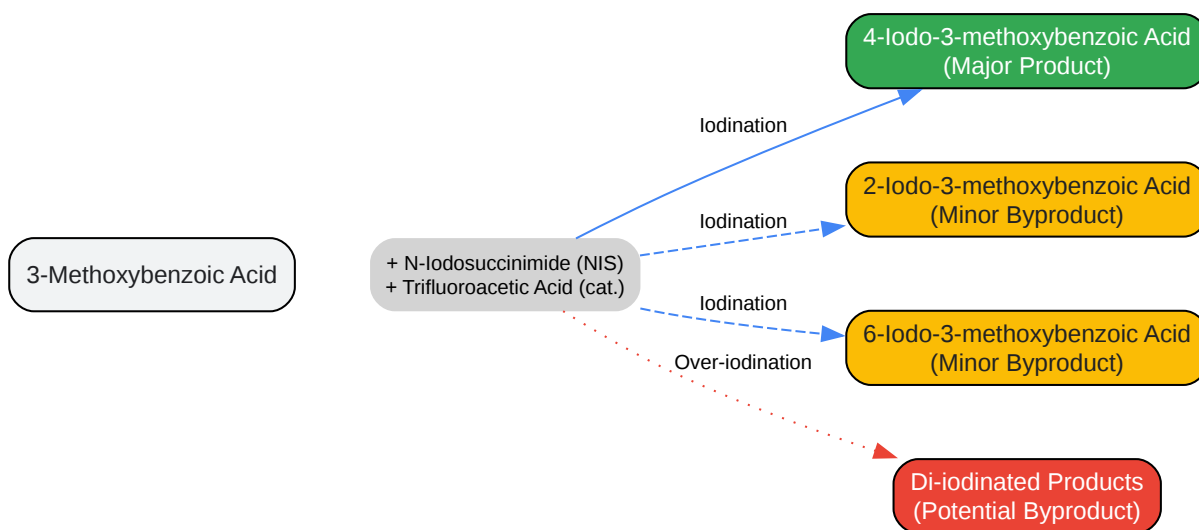 3-Methoxybenzoic Acid
+ N-Iodosuccinimide (NIS)
+ Trifluoroacetic Acid (cat.)
Iodination
4-Iodo-3-methoxybenzoic Acid
(Major Product)
Iodination
2-Iodo-3-methoxybenzoic Acid
(Minor Byproduct)
Iodination
6-Iodo-3-methoxybenzoic Acid
(Minor Byproduct)
Over-iodination
Di-iodinated Products
(Potential Byproduct)